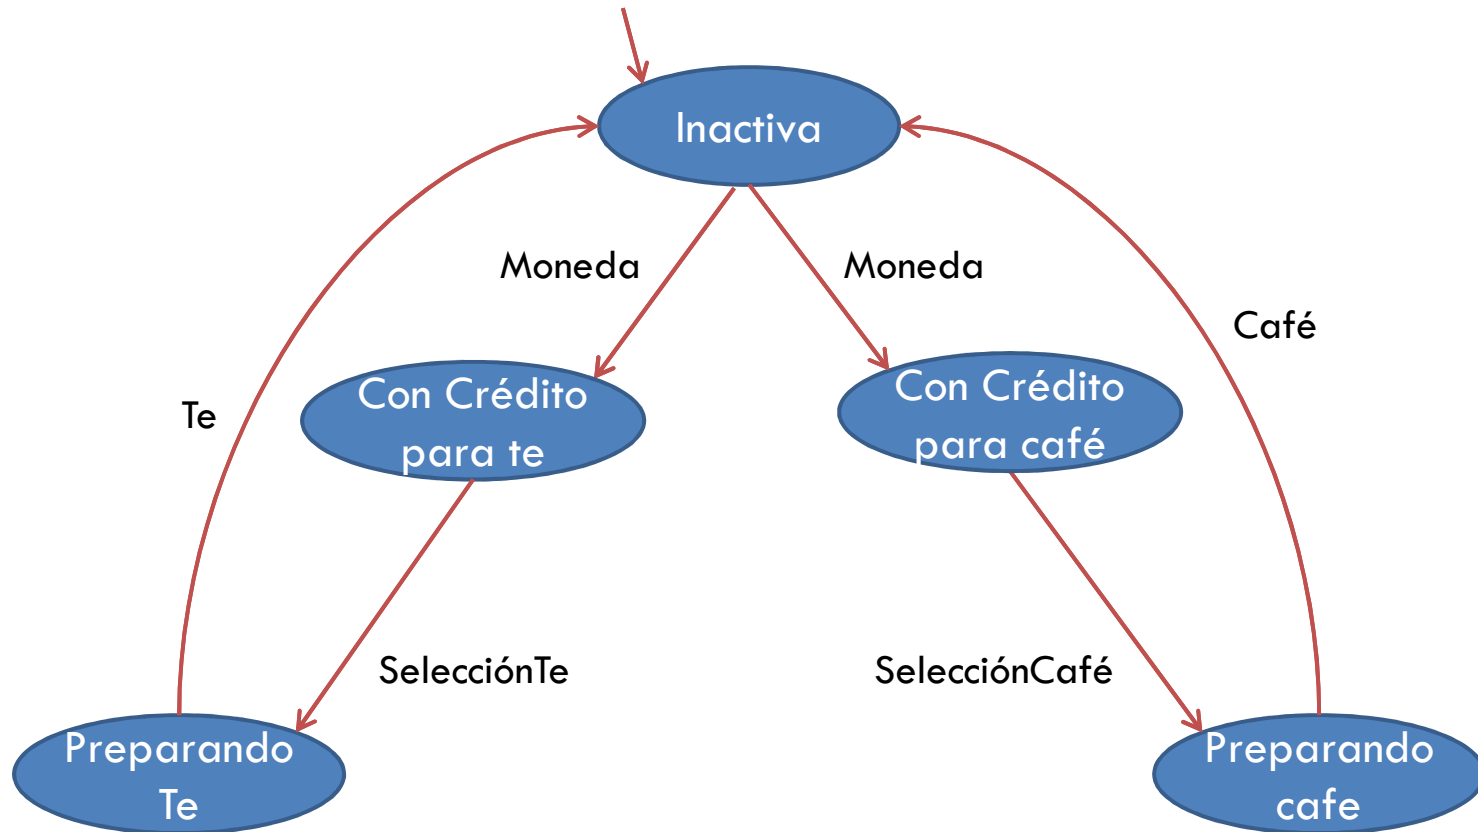 Inactiva
Moneda
Moneda
Café
Con Crédito
para te
Con Crédito
para café
Te
SelecciónTe
SelecciónCafé
Preparando
Te
Preparando
cafe